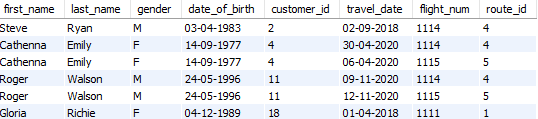 first_name last_name gender date_of_birth customer_id travel_date flight_num route_id
Steve Ryan M 03-04-1983 2 02-09-2018 1114 4
Cathenna Emily F 14-09-1977 4 30-04-2020 1114 4
Cathenna Emily F 14-09-1977 4 06-04-2020 1115 5
Roger Walson M 24-05-1996 11 09-11-2020 1114 4
Roger Walson M 24-05-1996 11 12-11-2020 1115 5
Gloria Richie F 04-12-1989 18 01-04-2018 1111 1